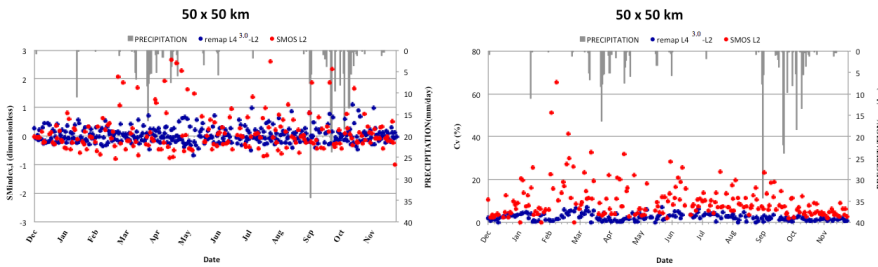 50 x 50 km
PRECIPITATION remap L4 3.0 -L2 SMOS L2
3
2
1
0
-1
-2
-3
0
5
10
15
20
25
30
35
40
SMIndex,i (dimensionless)
PRECIPITATION(mm/day)
Dec Jan Feb Mar Apr May Jun Jul Aug Sep Oct Nov
Date
50 x 50 km
PRECIPITATION remap L4 3.0 -L2 SMOS L2
80
60
40
20
0
0
5
10
15
20
25
30
35
40
Cv (%)
Dec Jan Feb Mar Apr May Jun Jul Aug Sep Oct Nov
Date